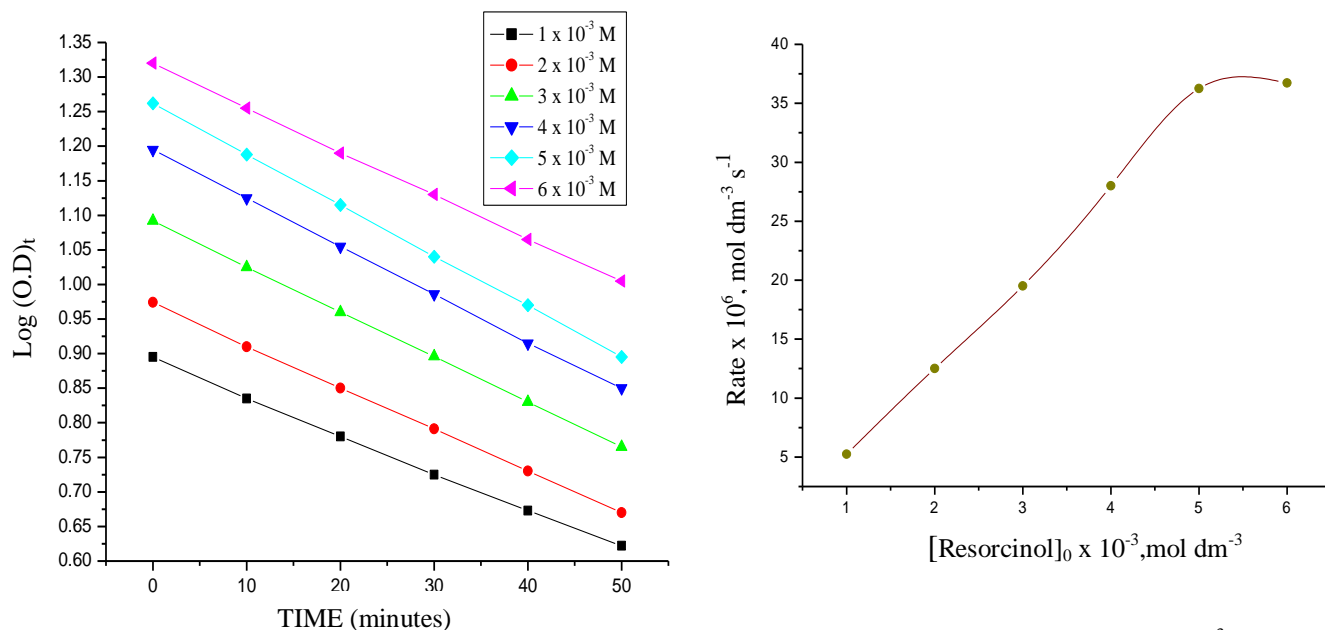 1 x 10⁻³ M
2 x 10⁻³ M
3 x 10⁻³ M
4 x 10⁻³ M
5 x 10⁻³ M
6 x 10⁻³ M
1.35
1.30
1.25
1.20
1.15
1.10
1.05
1.00
0.95
0.90
0.85
0.80
0.75
0.70
0.65
0.60
Log (O.D)t
0 10 20 30 40 50
TIME (minutes)
40
35
30
25
20
15
10
5
Rate x 10⁶, mol dm⁻³ s⁻¹
1 2 3 4 5 6
[Resorcinol]₀ x 10⁻³,mol dm⁻³